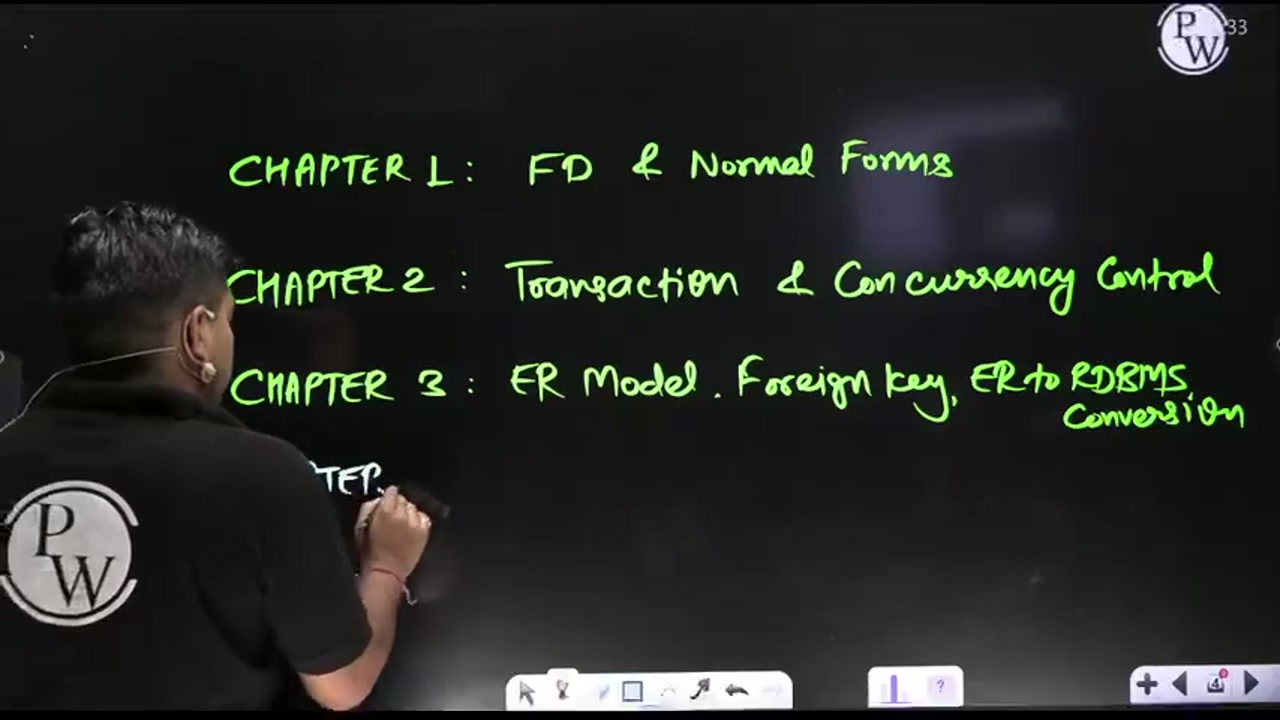 PW
33
CHAPTER 1 : FD & Normal Forms
CHAPTER 2 : Transaction & Concurrency Control
CHAPTER 3 : ER Model . Foreign key, ER to RDBMS
Conversion
TER
PW